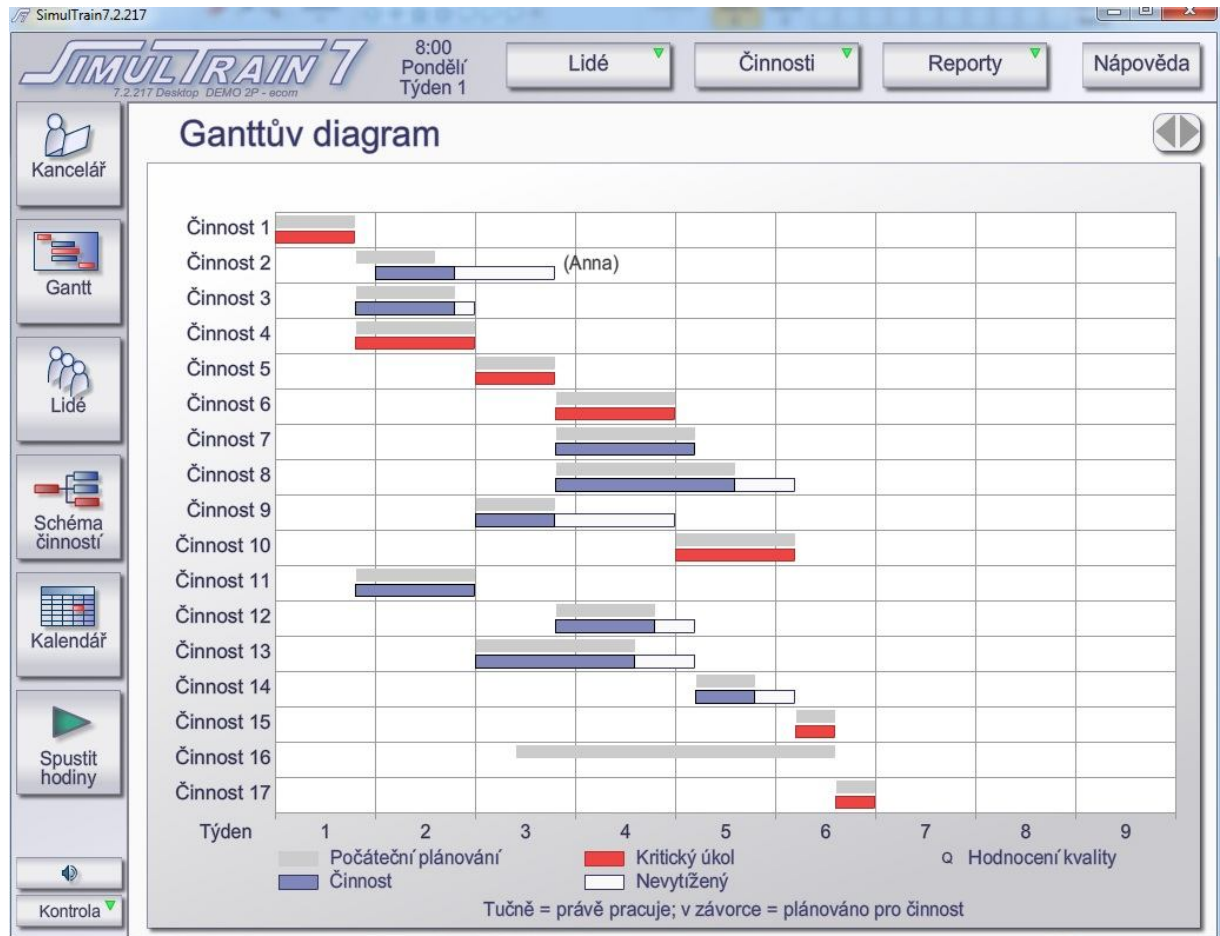 SimulTrain7.2.217
SIMULTRAIN 7
7.2.217 Desktop DEMO 2P - ecom
8:00
Pondělí
Týden 1
Lidé
Činnosti
Reporty
Nápověda
Kancelář
Gantt
Lidé
Schéma
činností
Kalendář
Spustit
hodiny
Kontrola
Ganttův diagram
Činnost 1
Činnost 2 (Anna)
Činnost 3
Činnost 4
Činnost 5
Činnost 6
Činnost 7
Činnost 8
Činnost 9
Činnost 10
Činnost 11
Činnost 12
Činnost 13
Činnost 14
Činnost 15
Činnost 16
Činnost 17
Týden 1 2 3 4 5 6 7 8 9
Počáteční plánování Kritický úkol Q Hodnocení kvality
Činnost Nevytížený
Tučně = právě pracuje; v závorce = plánováno pro činnost